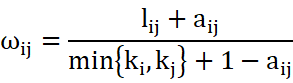 ω_ij = (l_ij + a_ij) / (min{k_i, k_j} + 1 − a_ij)